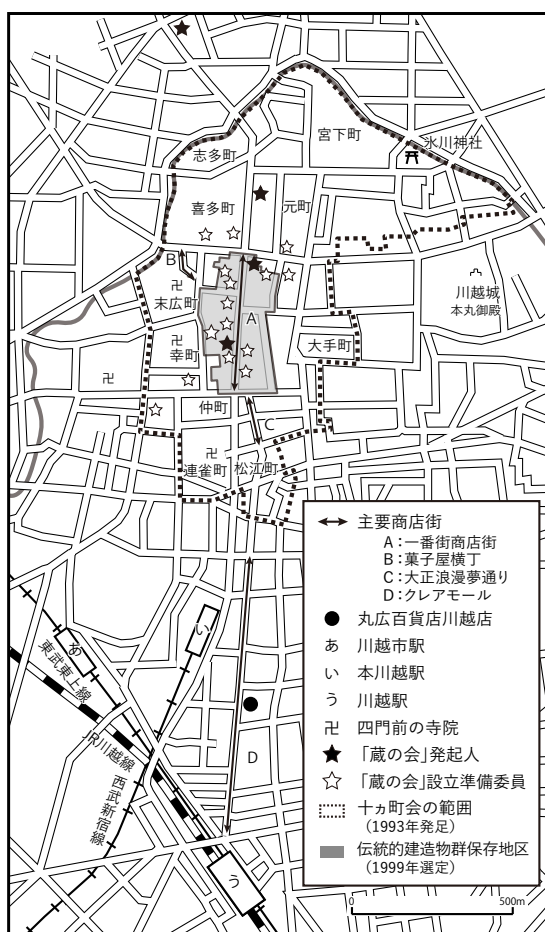 宮下町
氷川神社
志多町
喜多町
元町
B
卍
末広町
川越城
本丸御殿
A
卍
幸町
大手町
卍
仲町
C
卍
連雀町
松江町
い
あ
東武東上線
JR川越線
西武新宿線
D
う
主要商店街
A：一番街商店街
B：菓子屋横丁
C：大正浪漫夢通り
D：クレアモール
丸広百貨店川越店
あ 川越市駅
い 本川越駅
う 川越駅
卍 四門前の寺院
★ 「蔵の会」発起人
☆ 「蔵の会」設立準備委員
十ヵ町会の範囲
(1993年発足)
伝統的建造物群保存地区
(1999年選定)
0 500m